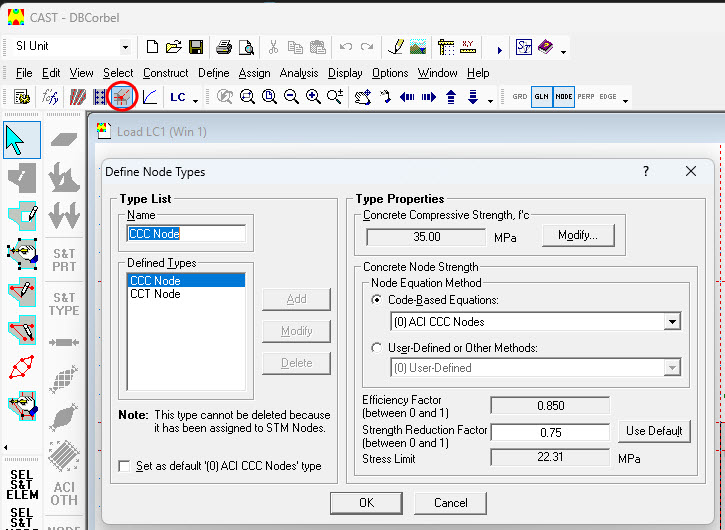 CAST - DBCorbel
SI Unit
X,Y
ST
File Edit View Select Construct Define Assign Analysis Display Options Window Help
LC
GRD GLN NODE PERP EDGE
Load LC1 (Win 1)
Define Node Types
?
Type List
Name
CCC Node
Defined Types
CCC Node
CCT Node
Add
Modify
Delete
Note: This type cannot be deleted because
it has been assigned to STM Nodes.
Set as default '(0) ACI CCC Nodes' type
Type Properties
Concrete Compressive Strength, f'c
35.00 MPa Modify...
Concrete Node Strength
Node Equation Method
Code-Based Equations:
(0) ACI CCC Nodes
User-Defined or Other Methods:
(0) User-Defined
Efficiency Factor
(between 0 and 1)
0.850
Strength Reduction Factor
(between 0 and 1)
0.75
Use Default
Stress Limit 22.31 MPa
OK Cancel
S&T
PRT
S&T
TYPE
SEL
S&T
ELEM
ACI
OTH
SEL
S&T